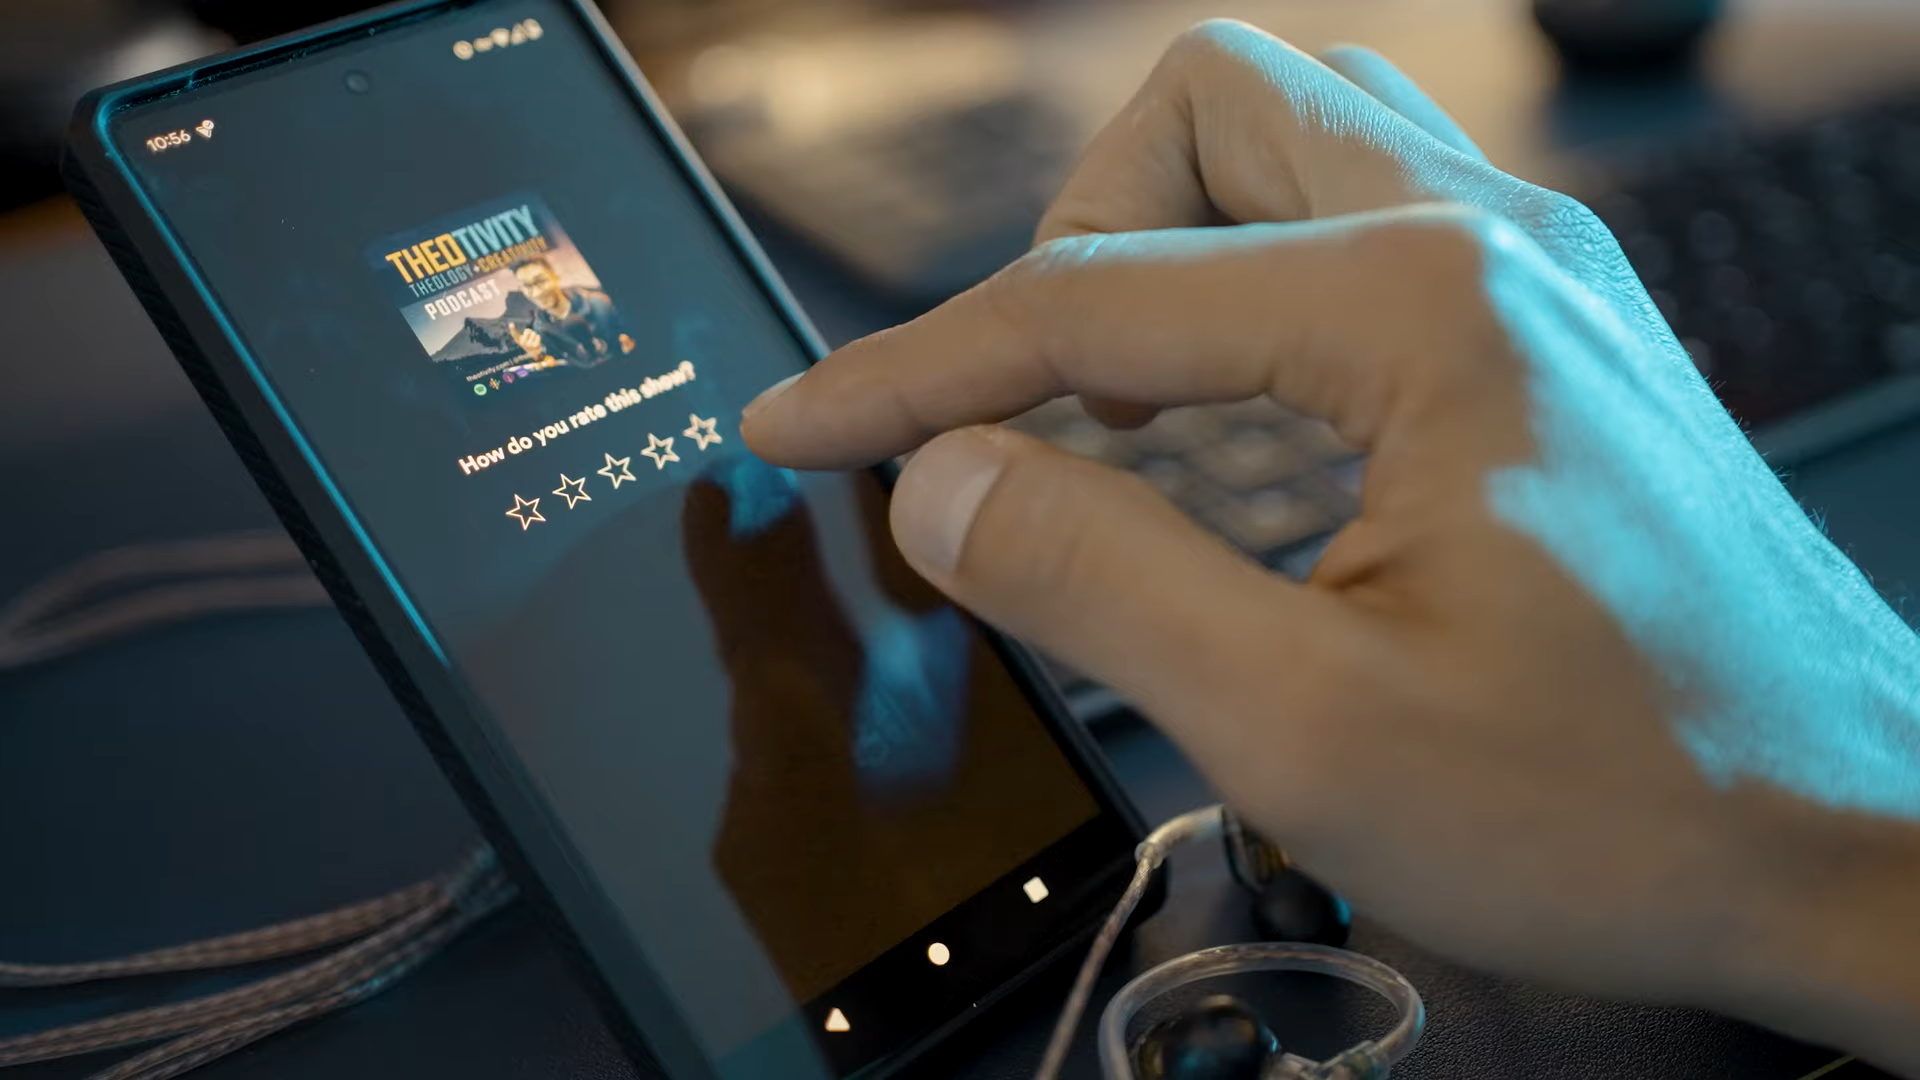 10:56
THEOTIVITY
THEOLOGY+CREATIVITY
PODCAST
How do you rate this show?